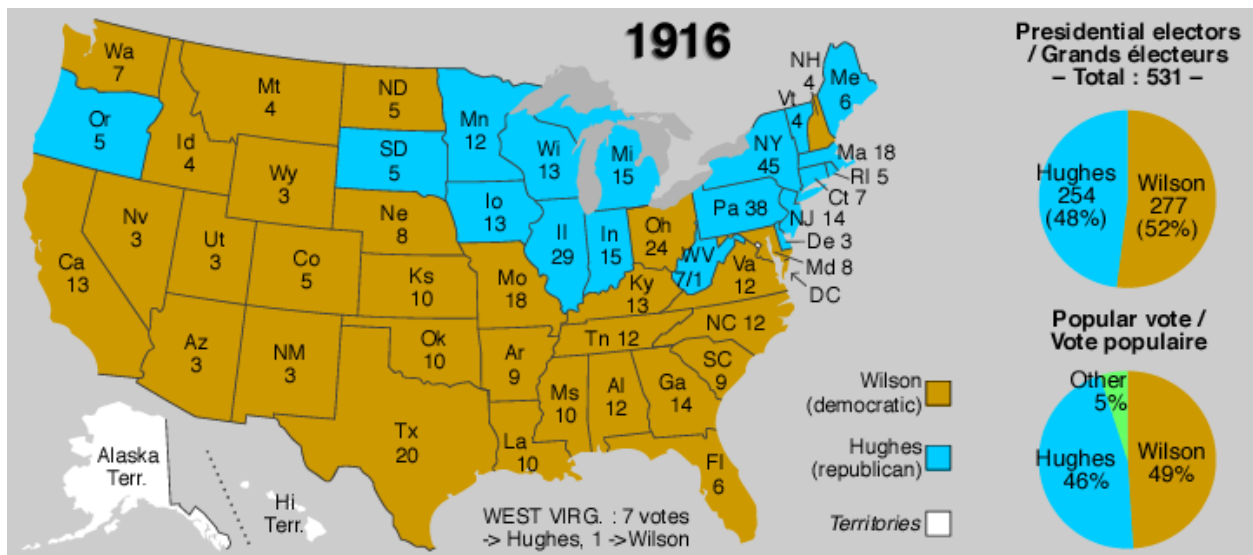 1916
Wa
7
Or
5
Mt
4
Id
4
ND
5
SD
5
Wy
3
Nv
3
Ut
3
Ca
13
Co
5
Ne
8
Ks
10
Az
3
NM
3
Ok
10
Tx
20
Mn
12
Io
13
Mo
18
Ar
9
La
10
Wi
13
Il
29
Mi
15
In
15
Oh
24
Ky
13
Tn 12
Ms
10
Al
12
Ga
14
Fl
6
SC
9
NC 12
Va
12
WV
7/1
Pa 38
NY
45
Vt
4
NH
4
Me
6
Ma 18
RI 5
Ct 7
NJ 14
De 3
Md 8
DC
Alaska
Terr.
Hi
Terr.
WEST VIRG. : 7 votes
-> Hughes, 1 ->Wilson
Wilson
(democratic)
Hughes
(republican)
Territories
Presidential electors
/ Grands électeurs
– Total : 531 –
Hughes
254
(48%)
Wilson
277
(52%)
Popular vote /
Vote populaire
Other
5%
Hughes
46%
Wilson
49%